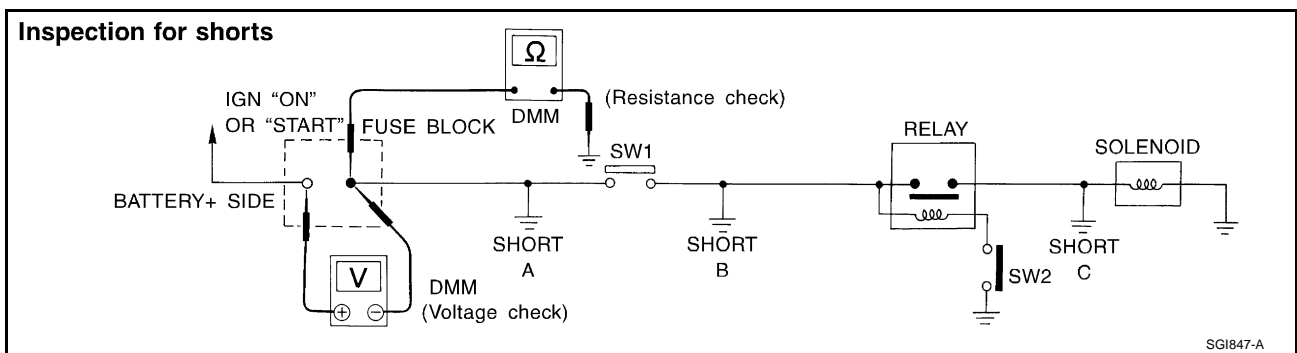 Inspection for shorts
Ω
IGN “ON”
OR “START”
FUSE BLOCK
DMM
(Resistance check)
SW1
RELAY
SOLENOID
BATTERY+ SIDE
SHORT
A
SHORT
B
SHORT
C
SW2
V
+ −
DMM
(Voltage check)
SGI847-A